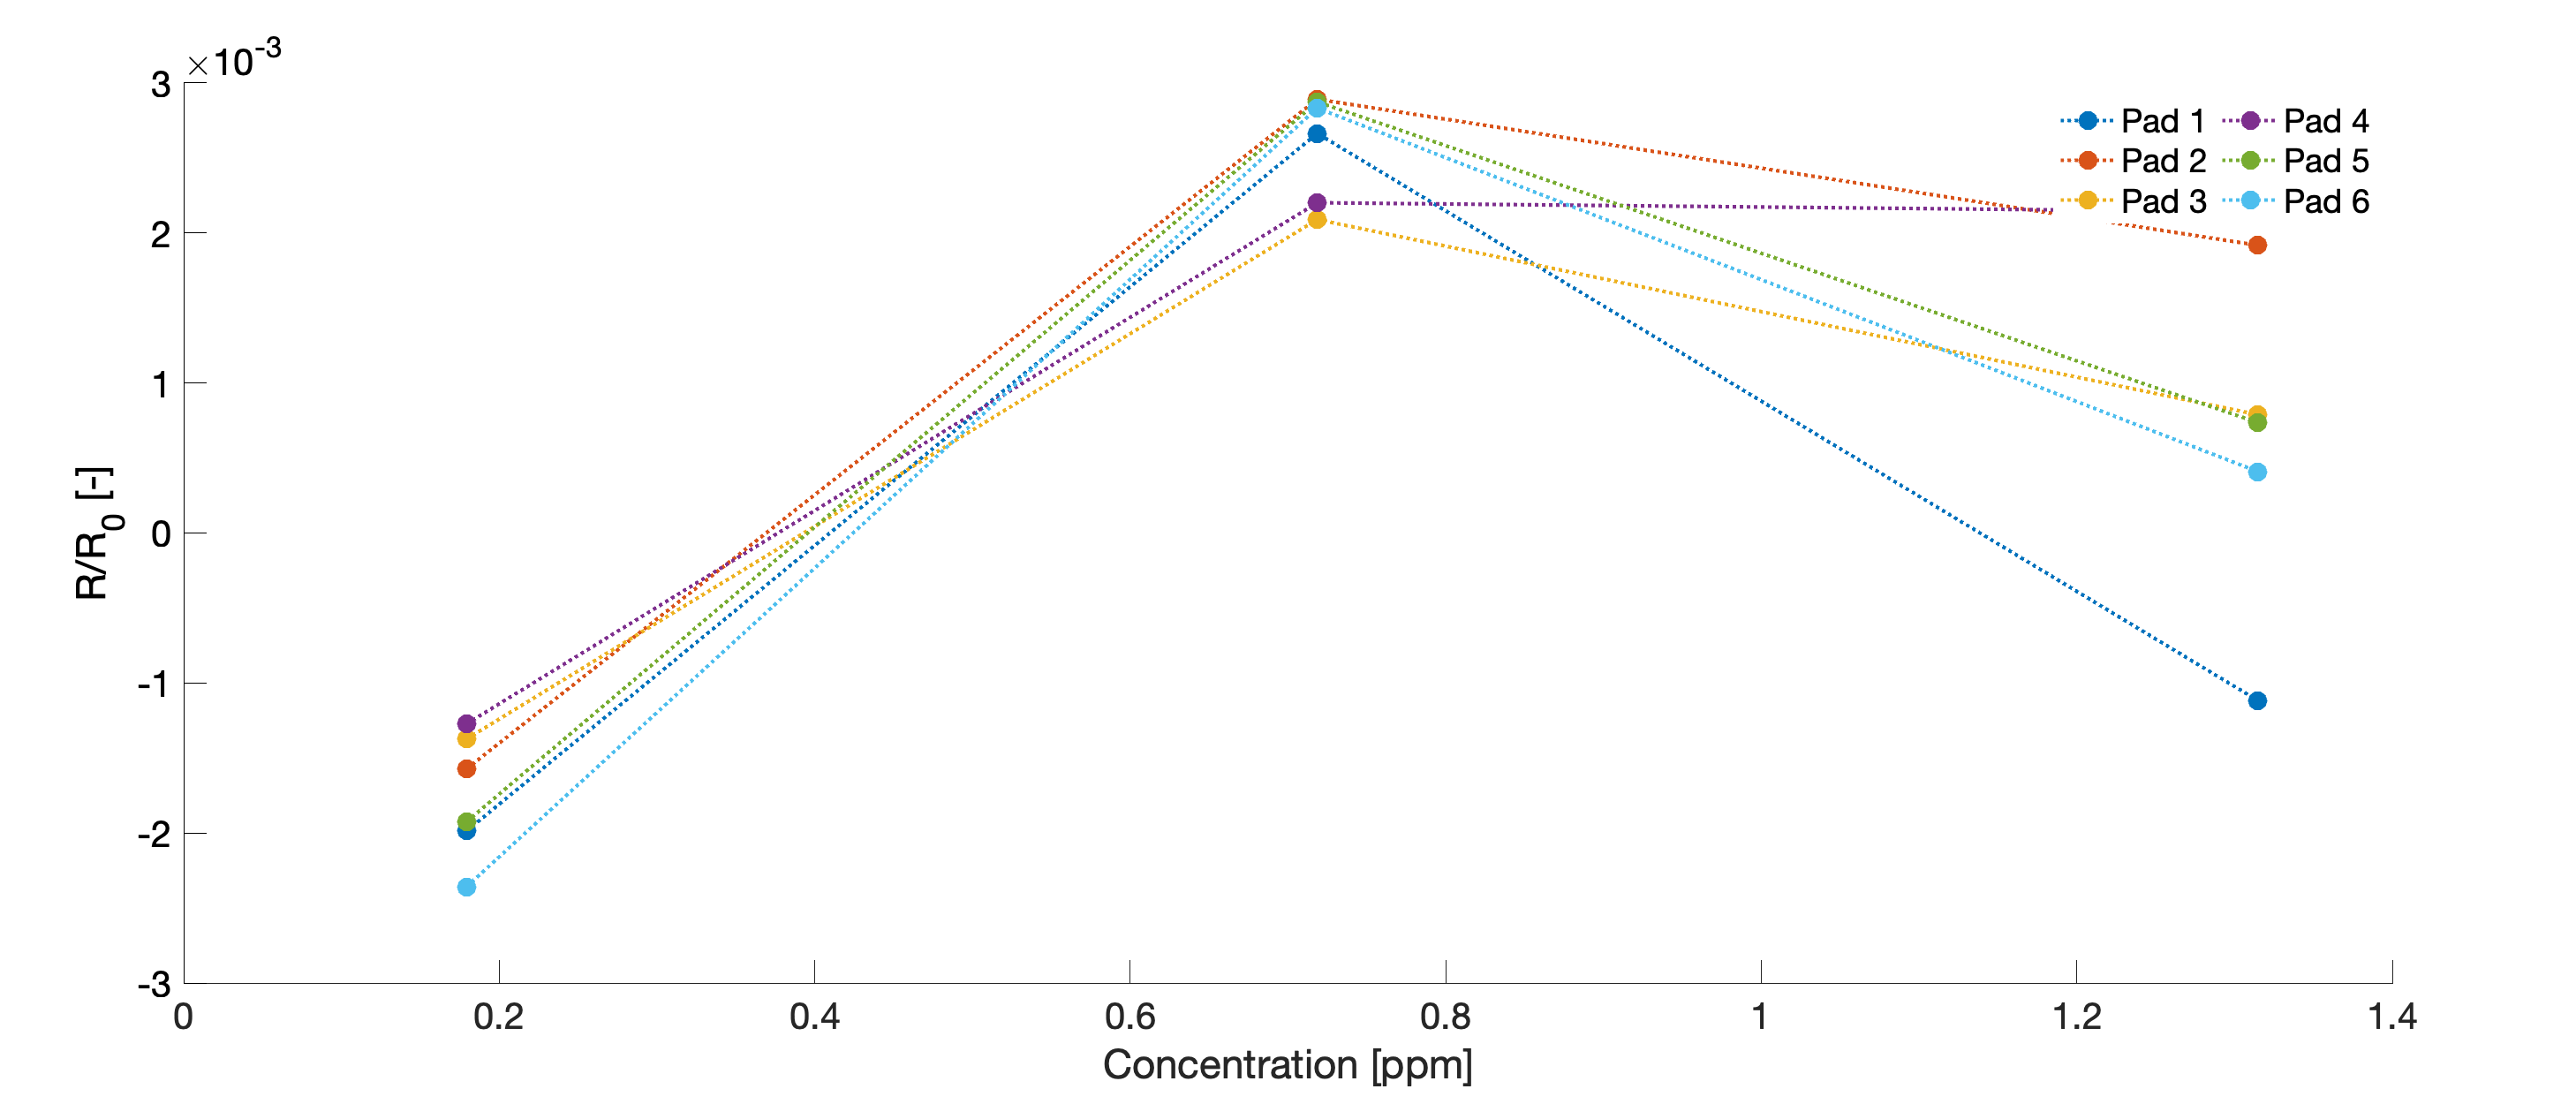 ×10-3
3
2
1
0
-1
-2
-3
R/R0 [-]
0 0.2 0.4 0.6 0.8 1 1.2 1.4
Concentration [ppm]
Pad 1 Pad 4
Pad 2 Pad 5
Pad 3 Pad 6